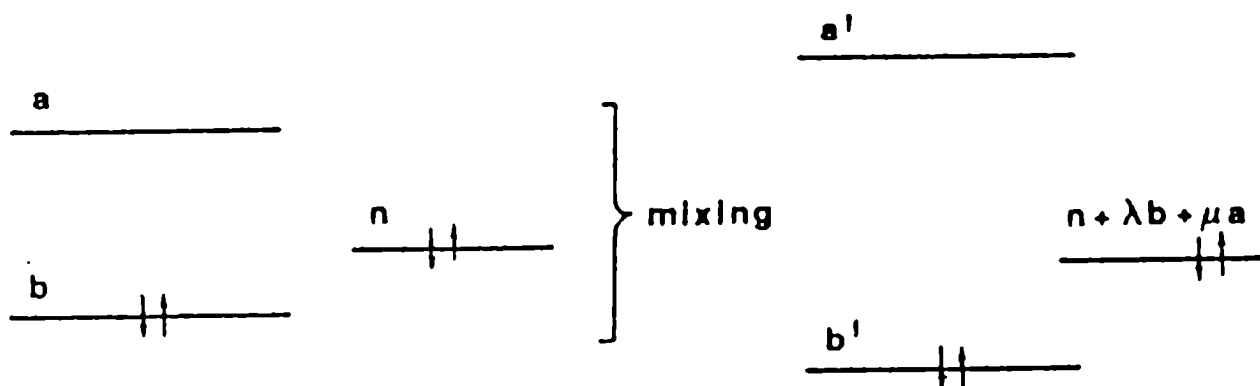 a
n
b
mixing
a'
n + λb + μa
b'